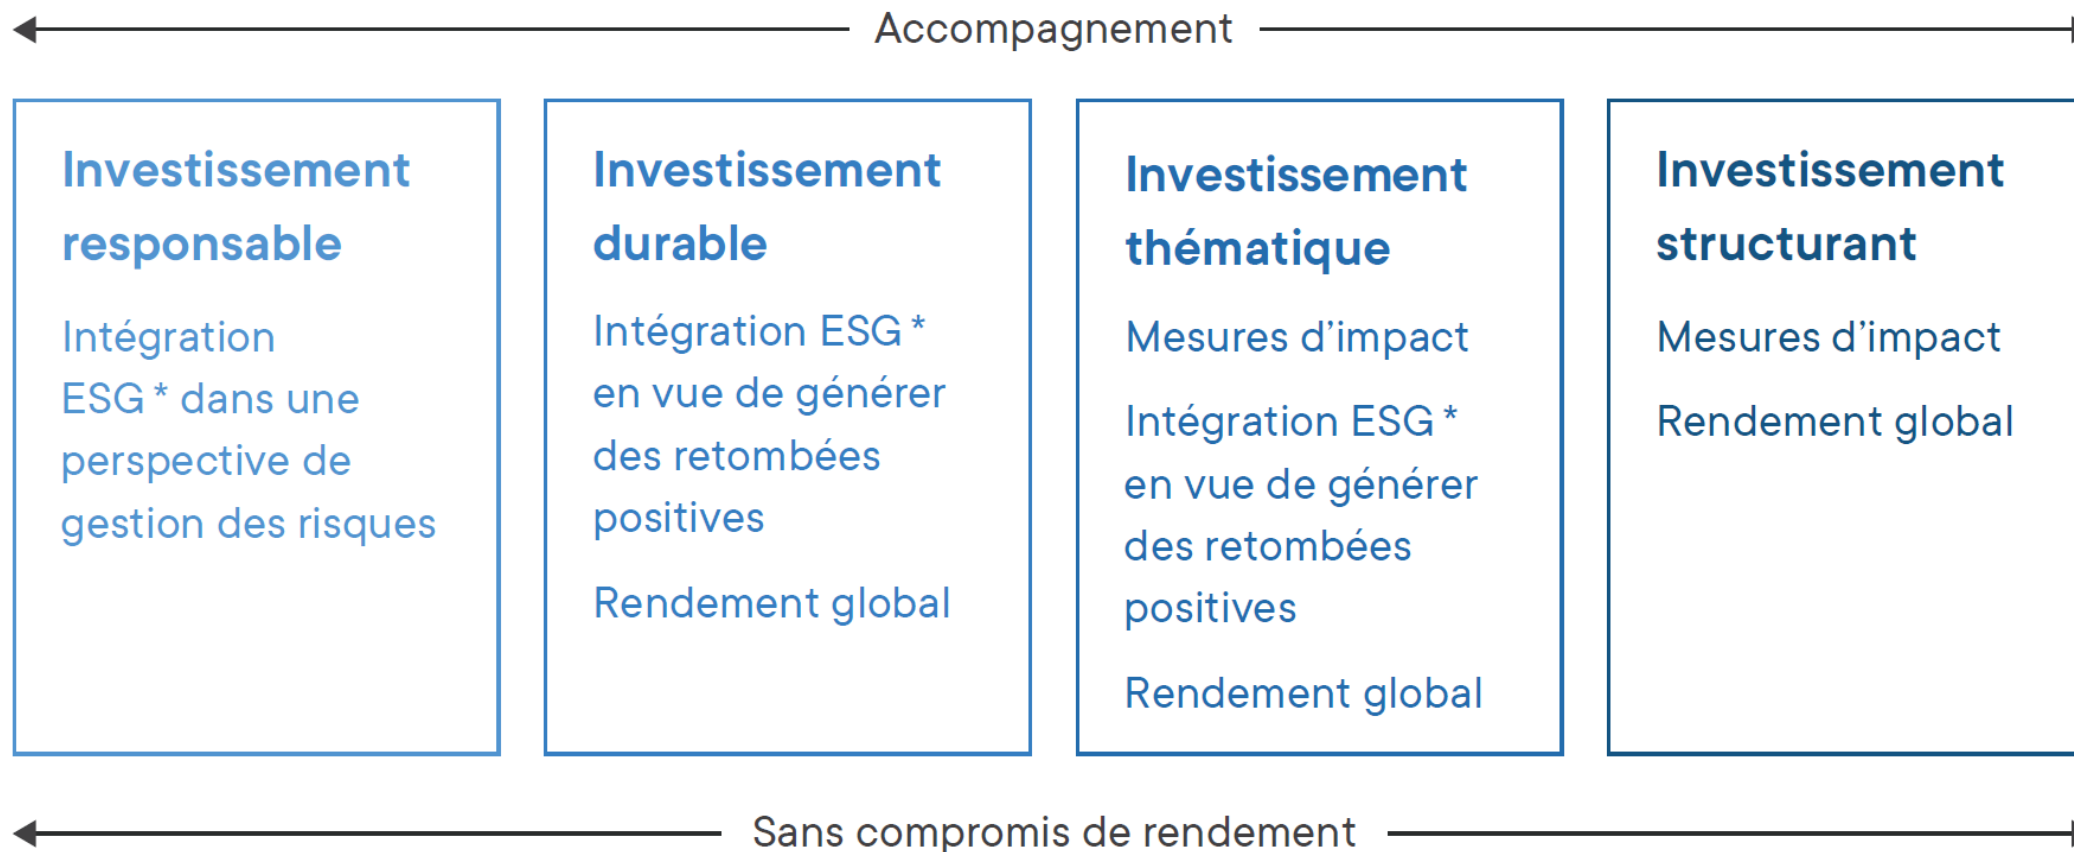 Accompagnement
Investissement
responsable
Intégration
ESG * dans une
perspective de
gestion des risques
Investissement
durable
Intégration ESG *
en vue de générer
des retombées
positives
Rendement global
Investissement
thématique
Mesures d’impact
Intégration ESG *
en vue de générer
des retombées
positives
Rendement global
Investissement
structurant
Mesures d’impact
Rendement global
Sans compromis de rendement